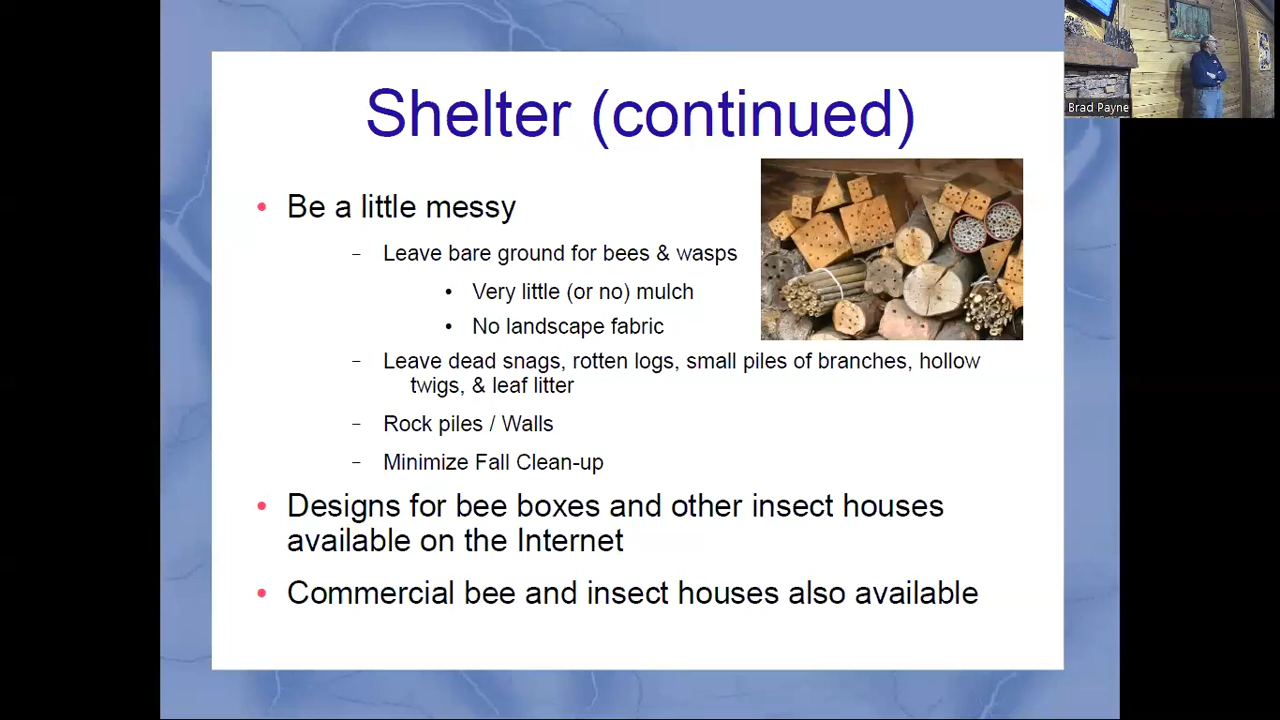 Shelter (continued)
• Be a little messy
– Leave bare ground for bees & wasps
• Very little (or no) mulch
• No landscape fabric
– Leave dead snags, rotten logs, small piles of branches, hollow
twigs, & leaf litter
– Rock piles / Walls
– Minimize Fall Clean-up
• Designs for bee boxes and other insect houses
available on the Internet
• Commercial bee and insect houses also available
Brad Payne